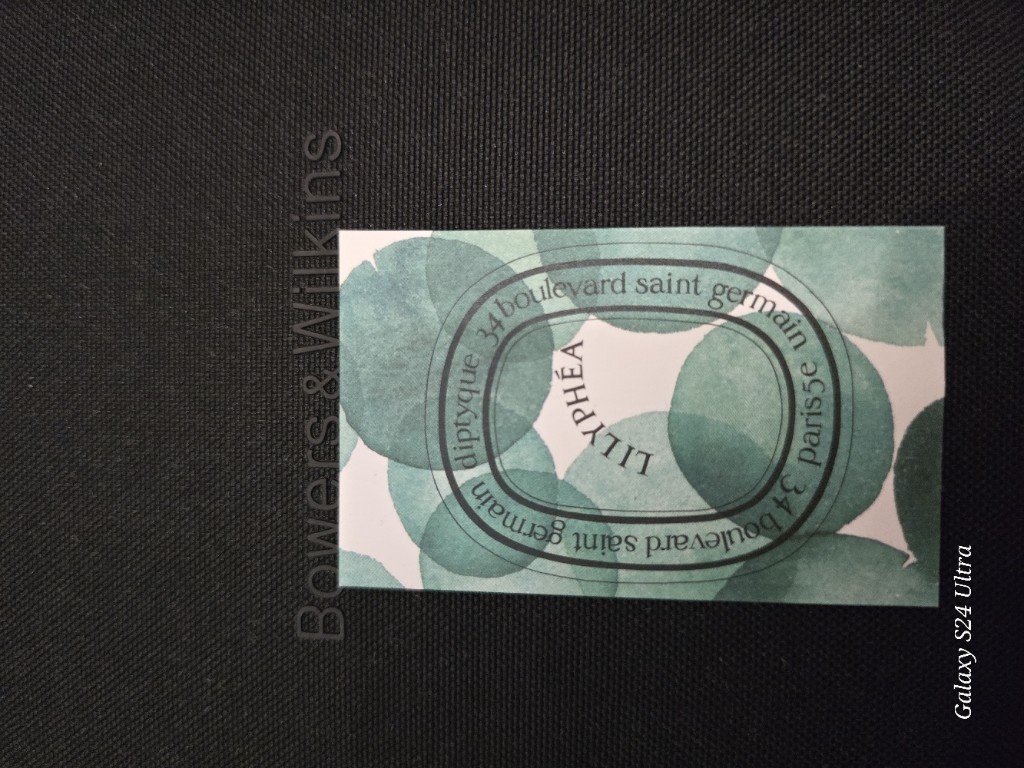 Bowers & Wilkins
diptyque 34 boulevard saint germain paris5e 34 boulevard saint germain
LILYPHÉA
Galaxy S24 Ultra